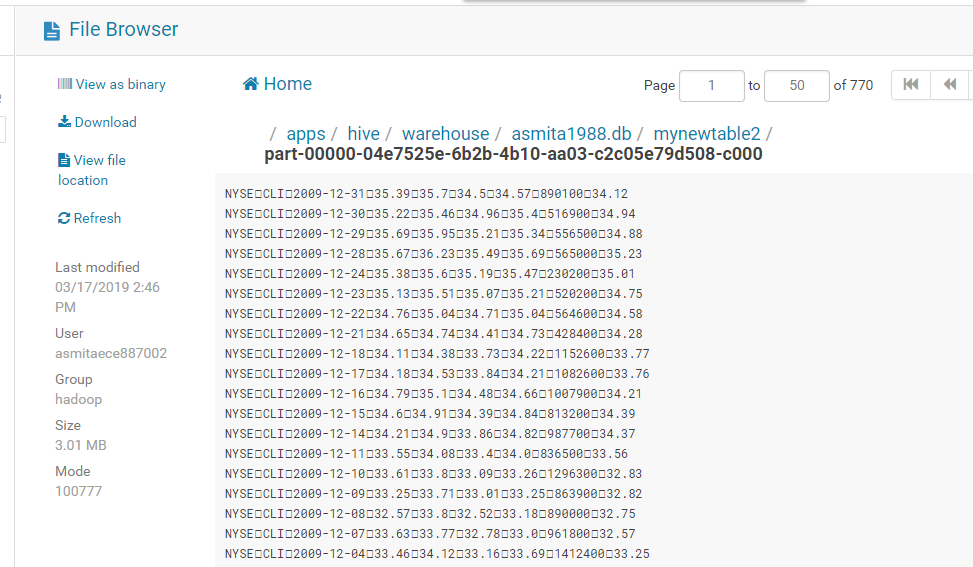 File Browser
View as binary
Download
View file
location
Refresh
Last modified
03/17/2019 2:46
PM
User
asmitaece887002
Group
hadoop
Size
3.01 MB
Mode
100777
Home
Page 1 to 50 of 770
/ apps / hive / warehouse / asmita1988.db / mynewtable2 /
part-00000-04e7525e-6b2b-4b10-aa03-c2c05e79d508-c000
NYSE□CLI□2009-12-31□35.39□35.7□34.5□34.57□890100□34.12
NYSE□CLI□2009-12-30□35.22□35.46□34.96□35.4□516900□34.94
NYSE□CLI□2009-12-29□35.69□35.95□35.21□35.34□556500□34.88
NYSE□CLI□2009-12-28□35.67□36.23□35.49□35.69□565000□35.23
NYSE□CLI□2009-12-24□35.38□35.6□35.19□35.47□230200□35.01
NYSE□CLI□2009-12-23□35.13□35.51□35.07□35.21□520200□34.75
NYSE□CLI□2009-12-22□34.76□35.04□34.71□35.04□564600□34.58
NYSE□CLI□2009-12-21□34.65□34.74□34.41□34.73□428400□34.28
NYSE□CLI□2009-12-18□34.11□34.38□33.73□34.22□1152600□33.77
NYSE□CLI□2009-12-17□34.18□34.53□33.84□34.21□1082600□33.76
NYSE□CLI□2009-12-16□34.79□35.1□34.48□34.66□1007900□34.21
NYSE□CLI□2009-12-15□34.6□34.91□34.39□34.84□813200□34.39
NYSE□CLI□2009-12-14□34.21□34.9□33.86□34.82□987700□34.37
NYSE□CLI□2009-12-11□33.55□34.08□33.4□34.0□836500□33.56
NYSE□CLI□2009-12-10□33.61□33.8□33.09□33.26□1296300□32.83
NYSE□CLI□2009-12-09□33.25□33.71□33.01□33.25□863900□32.82
NYSE□CLI□2009-12-08□32.57□33.8□32.52□33.18□890000□32.75
NYSE□CLI□2009-12-07□33.63□33.77□32.78□33.0□961800□32.57
NYSE□CLI□2009-12-04□33.46□34.12□33.16□33.69□1412400□33.25